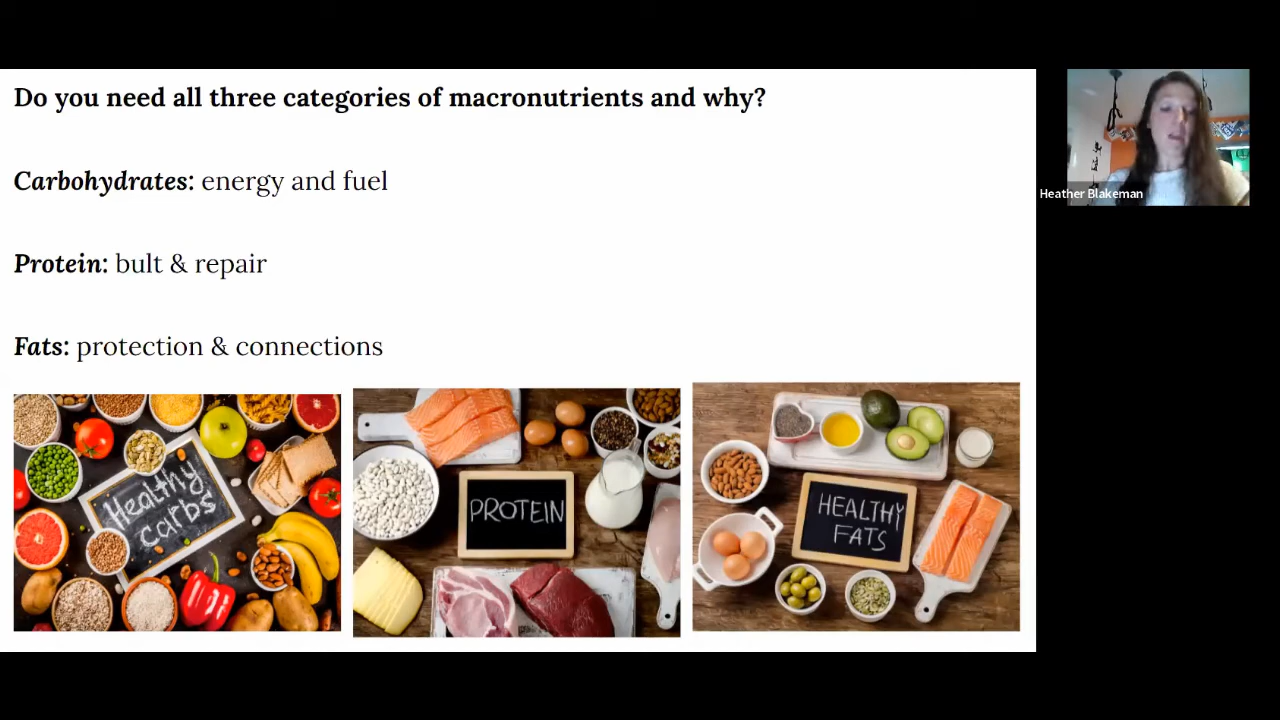 Do you need all three categories of macronutrients and why?
Carbohydrates: energy and fuel
Protein: bult & repair
Fats: protection & connections
Healthy
carbs
PROTEIN
HEALTHY
FATS
Heather Blakeman